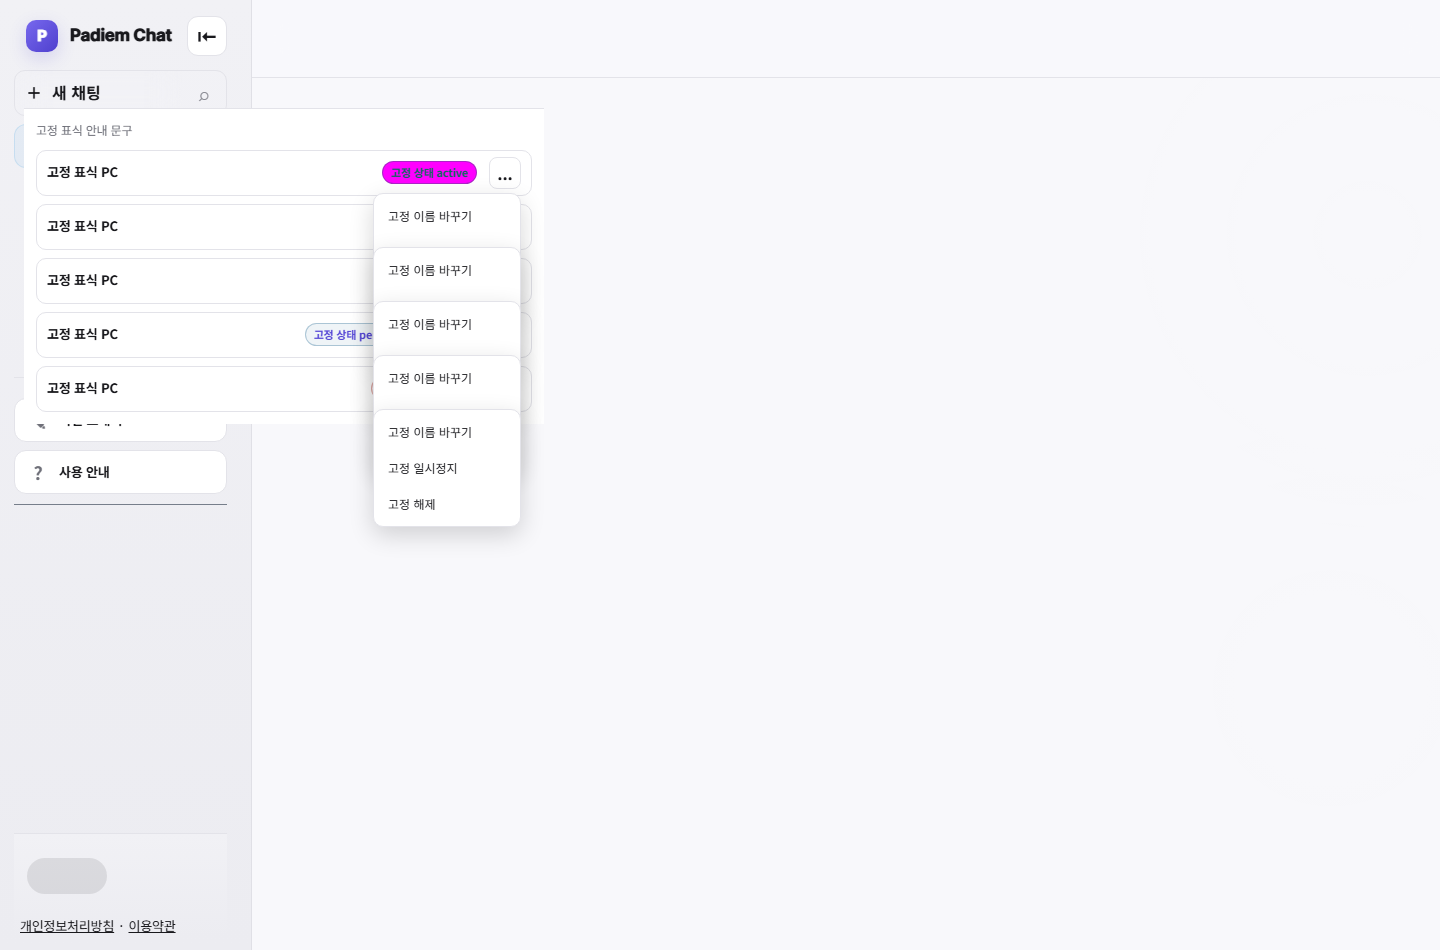 P Padiem Chat
+ 새 채팅
고정 표식 안내 문구
고정 표식 PC 고정 상태 active ...
고정 이름 바꾸기
고정 표식 PC
고정 이름 바꾸기
고정 표식 PC
고정 이름 바꾸기
고정 표식 PC 고정 상태 pe
고정 이름 바꾸기
고정 표식 PC
고정 이름 바꾸기
? 사용 안내
고정 일시정지
고정 해제
개인정보처리방침 · 이용약관